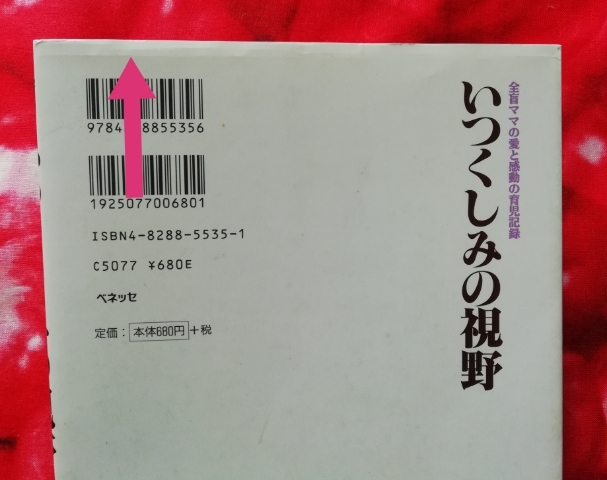 全盲ママの愛と感動の育児記録
いつくしみの視野
9784 8855356
1925077006801
ISBN4-8288-5535-1
C5077 ¥680E
ベネッセ
定価：本体680円+税